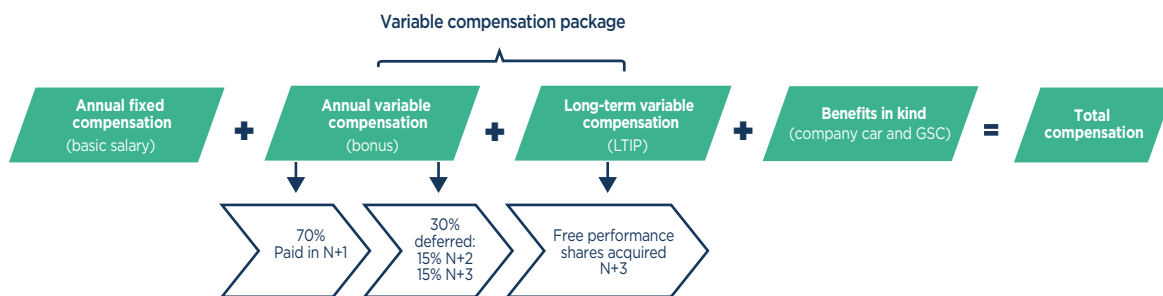 Variable compensation package
Annual fixed
compensation
(basic salary)
+
Annual variable
compensation
(bonus)
+
Long-term variable
compensation
(LTIP)
+
Benefits in kind
(company car and GSC)
=
Total
compensation
70%
Paid in N+1
30%
deferred:
15% N+2
15% N+3
Free performance
shares acquired
N+3